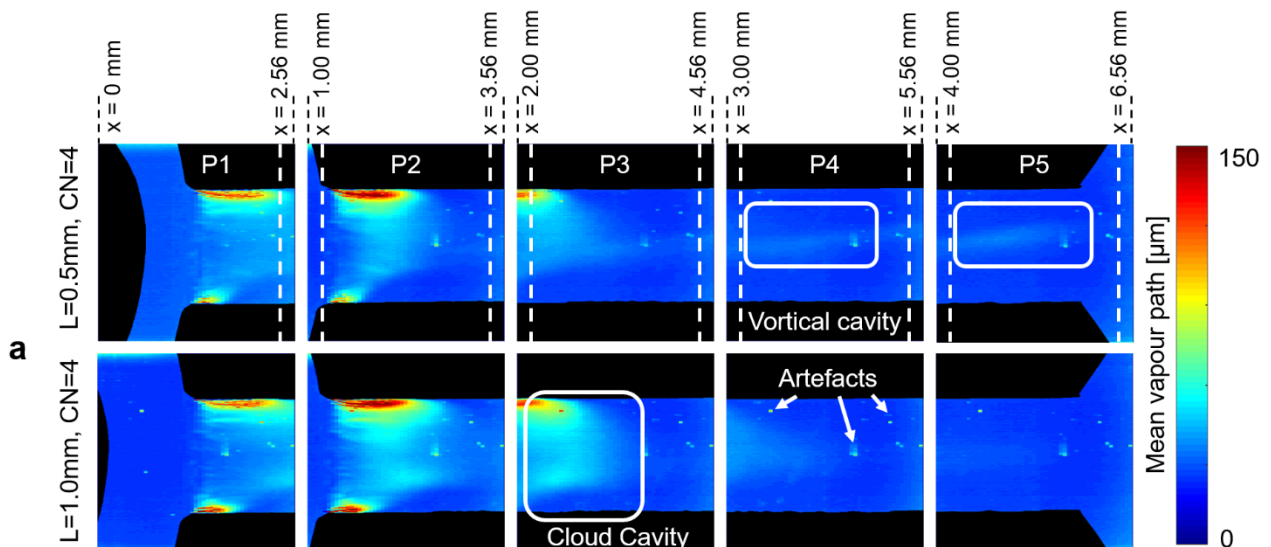 x = 0 mm
x = 2.56 mm
x = 1.00 mm
x = 3.56 mm
x = 2.00 mm
x = 4.56 mm
x = 3.00 mm
x = 5.56 mm
x = 4.00 mm
x = 6.56 mm
a
L=0.5mm, CN=4
P1
P2
P3
P4
P5
Vortical cavity
L=1.0mm, CN=4
Cloud Cavity
Artefacts
150
Mean vapour path [µm]
0